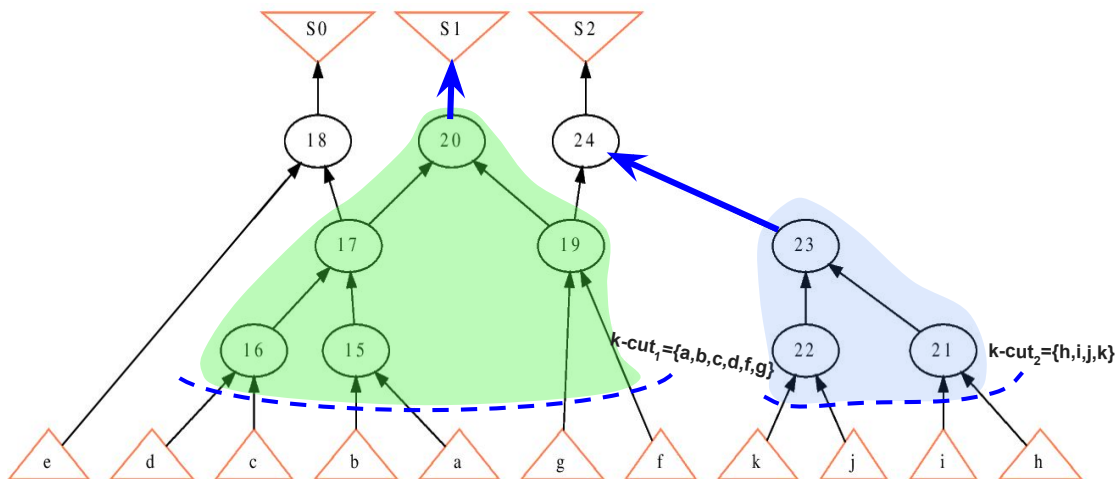 S0 S1 S2
18 20 24
17 19 23
16 15 k-cut₁={a,b,c,d,f,g} 22 21 k-cut₂={h,i,j,k}
e d c b a g f k j i h